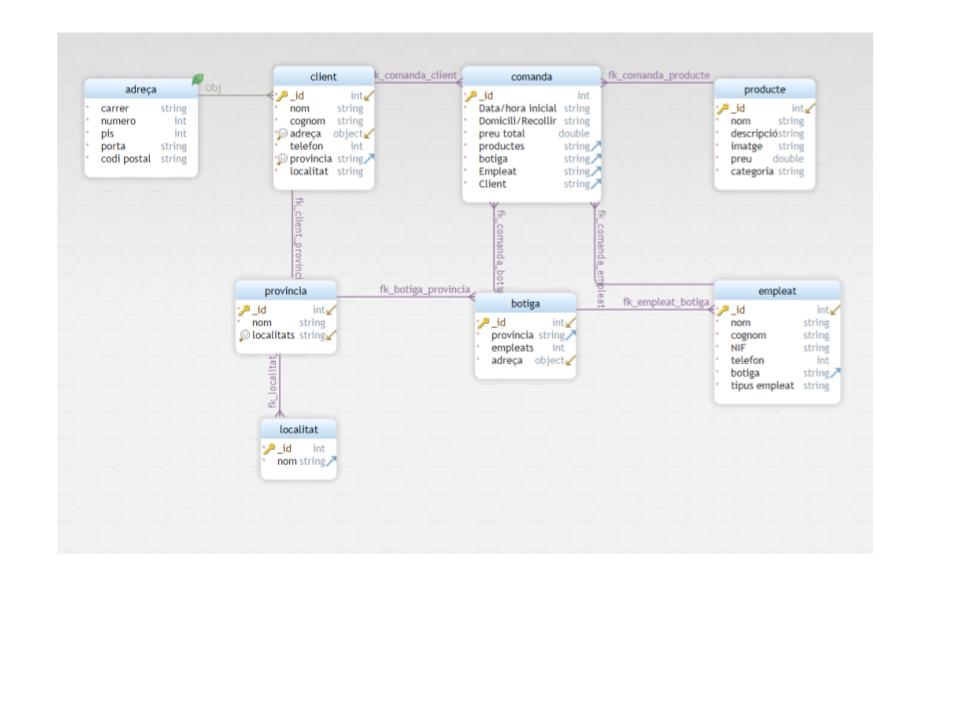 adreça
carrer string
numero int
pis int
porta string
codi postal string
Obj
client
_id int
nom string
cognom string
adreça object
telefon int
provincia string
localitat string
k_comanda_client
comanda
_id int
Data/hora inicial string
Domicili/Recollir string
preu total double
productes string
botiga string
Empleat string
Client string
fk_comanda_producte
producte
_id int
nom string
descripció string
imatge string
preu double
categoria string
fk_client_provinci
fk_comanda_boti
fk_comanda_empleat
provincia
_id int
nom string
localitats string
fk_botiga_provincia
botiga
_id int
provincia string
empleats int
adreça object
fk_empleat_botiga
empleat
_id int
nom string
cognom string
NIF string
telefon int
botiga string
tipus empleat string
fk_localitat
localitat
_id int
nom string